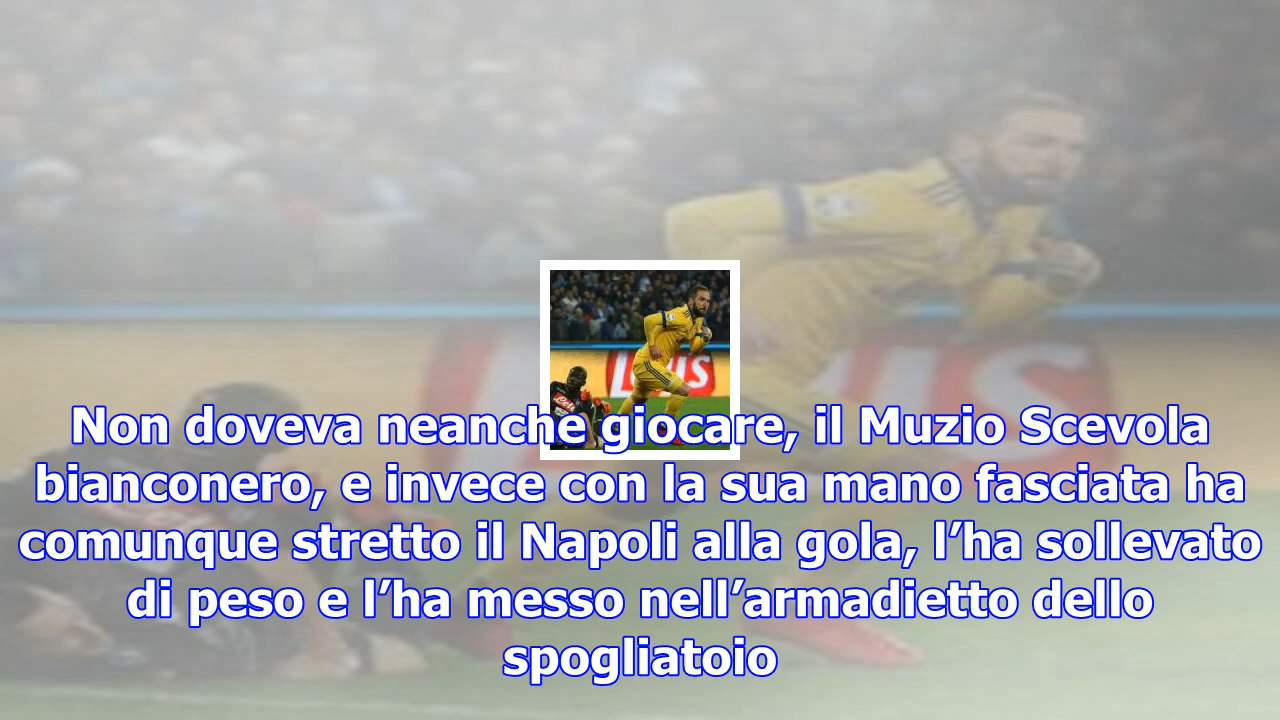 Non doveva neanche giocare, il Muzio Scevola
bianconero, e invece con la sua mano fasciata ha
comunque stretto il Napoli alla gola, l’ha sollevato
di peso e l’ha messo nell’armadietto dello
spogliatoio